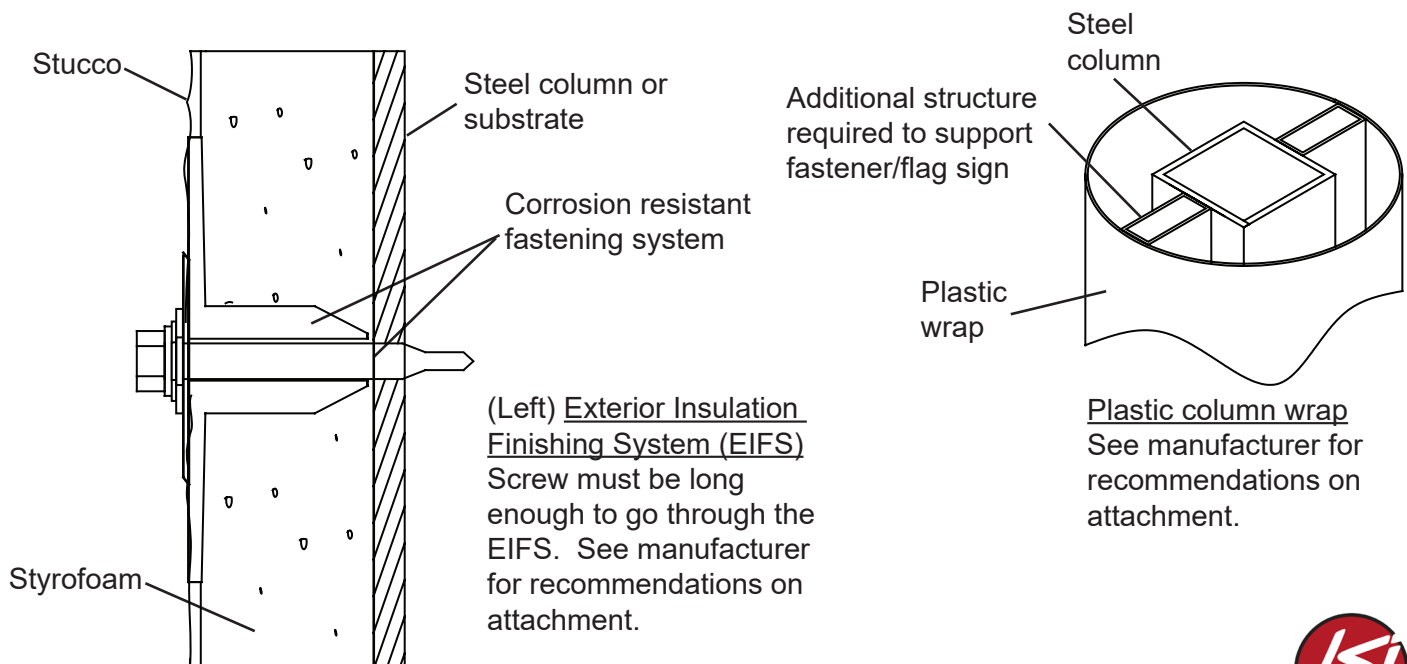 Stucco
Steel column or
substrate
Corrosion resistant
fastening system
(Left) Exterior Insulation
Finishing System (EIFS)
Screw must be long
enough to go through the
EIFS.  See manufacturer
for recommendations on
attachment.
Styrofoam
Steel
column
Additional structure
required to support
fastener/flag sign
Plastic
wrap
Plastic column wrap
See manufacturer for
recommendations on
attachment.